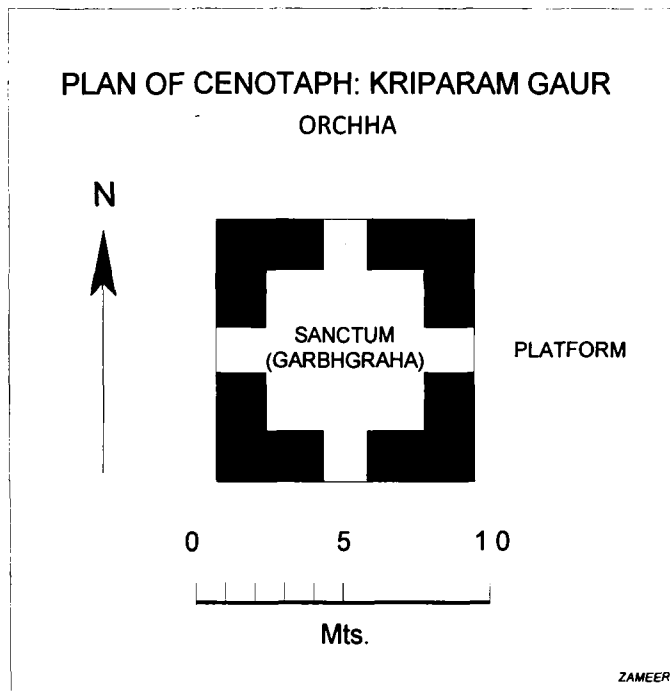 PLAN OF CENOTAPH: KRIPARAM GAUR
ORCHHA
N
SANCTUM
(GARBHGRAHA)
PLATFORM
0 5 10
Mts.
ZAMEER